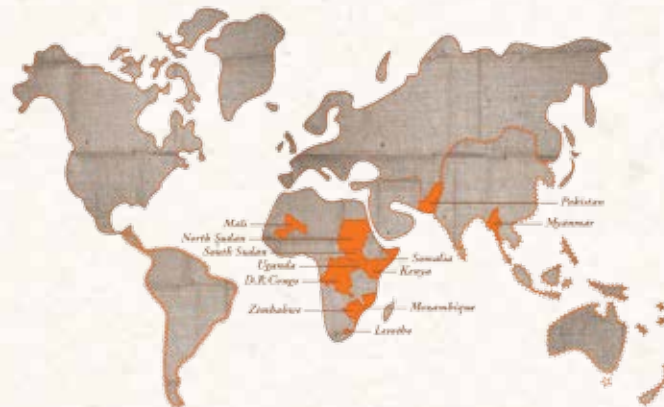 Pakistan
Mali
Myanmar
North Sudan
South Sudan
Somalia
Uganda
Kenya
D.R.Congo
Zimbabwe
Mozambique
Lesotho